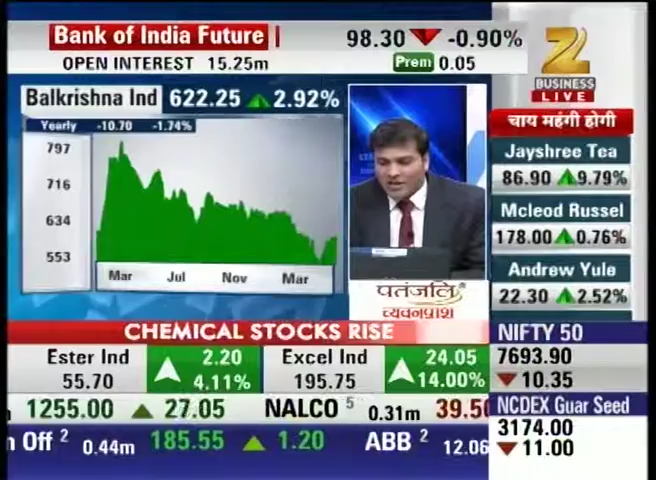 Bank of India Future
98.30 -0.90%
OPEN INTEREST 15.25m
Prem 0.05
Z
BUSINESS
LIVE
Balkrishna Ind 622.25 2.92%
Yearly -10.70 -1.74%
797
716
634
553
Mar Jul Nov Mar
पतंजलि
च्यवनप्राश
चाय महंगी होगी
Jayshree Tea
86.90 9.79%
Mcleod Russel
178.00 0.76%
Andrew Yule
22.30 2.52%
CHEMICAL STOCKS RISE
Ester Ind 2.20
55.70 4.11%
Excel Ind 24.05
195.75 14.00%
NIFTY 50
7693.90
10.35
NCDEX Guar Seed
3174.00
11.00
1255.00 27.05 NALCO 5 0.31m 39.50
Off 2 0.44m 185.55 1.20 ABB 2 12.06